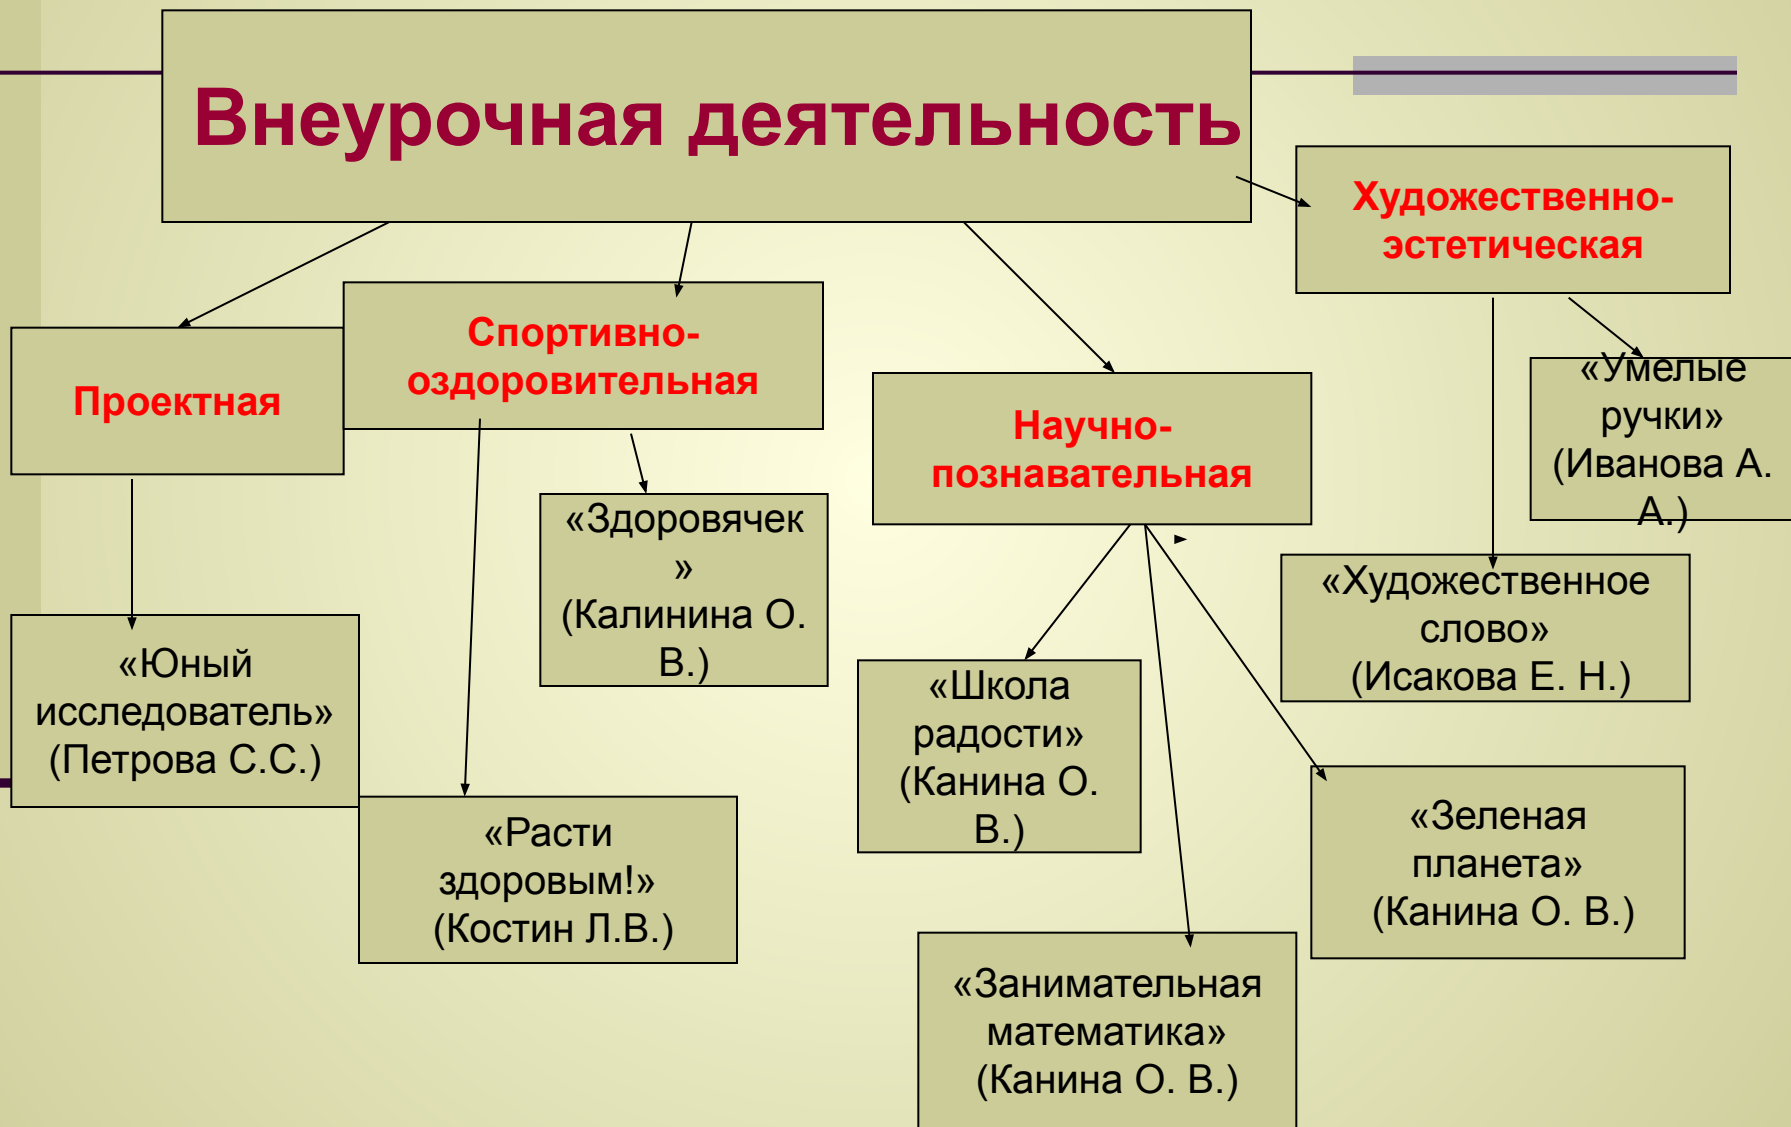 Внеурочная деятельность
Художественно-
эстетическая
Спортивно-
оздоровительная
Проектная
Научно-
познавательная
«Умелые
ручки»
(Иванова А.
А.)
«Здоровячек
»
(Калинина О.
В.)
«Художественное
слово»
(Исакова Е. Н.)
«Юный
исследователь»
(Петрова С.С.)
«Школа
радости»
(Канина О.
В.)
«Расти
здоровым!»
(Костин Л.В.)
«Зеленая
планета»
(Канина О. В.)
«Занимательная
математика»
(Канина О. В.)